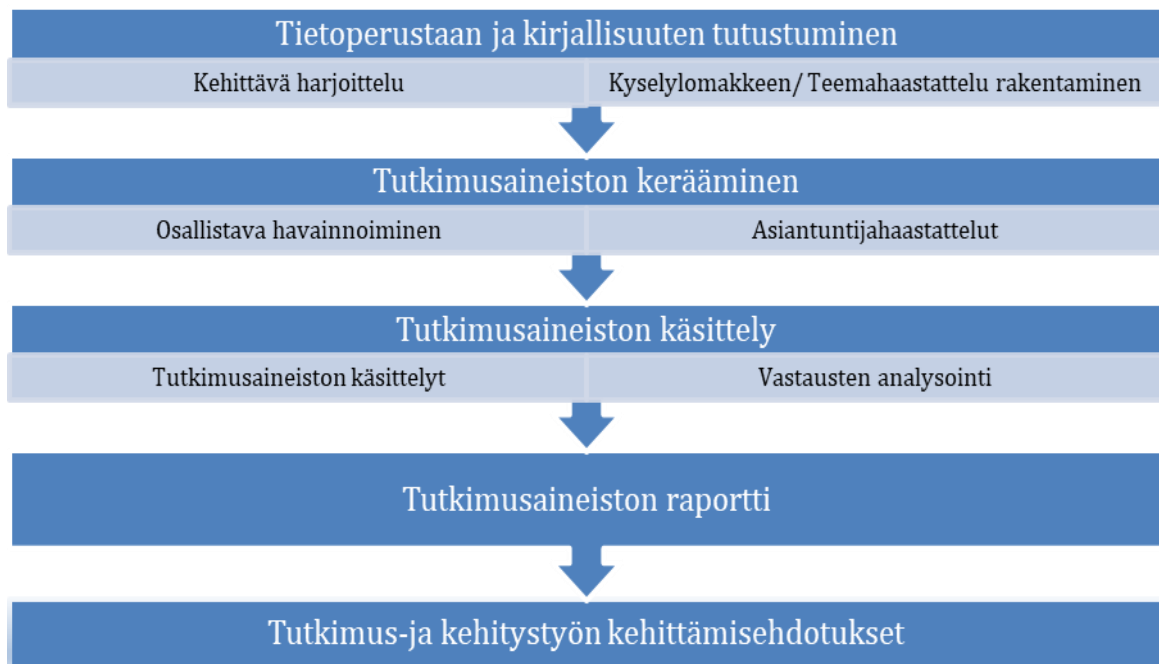 Tietoperustaan ja kirjallisuuten tutustuminen
Kehittävä harjoittelu
Kyselylomakkeen/ Teemahaastattelu rakentaminen
Tutkimusaineiston kerääminen
Osallistava havainnoiminen
Asiantuntijahaastattelut
Tutkimusaineiston käsittely
Tutkimusaineiston käsittelyt
Vastausten analysointi
Tutkimusaineiston raportti
Tutkimus-ja kehitystyön kehittämisehdotukset